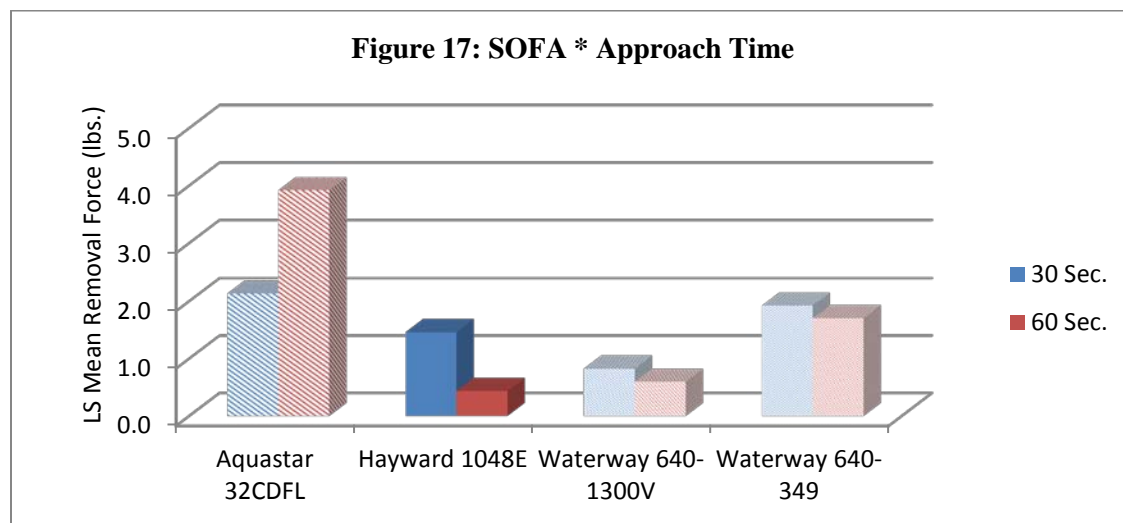 Figure 17: SOFA * Approach Time
LS Mean Removal Force (lbs.)
5.0
4.0
3.0
2.0
1.0
0.0
Aquastar
32CDFL
Hayward 1048E
Waterway 640-
1300V
Waterway 640-
349
30 Sec.
60 Sec.